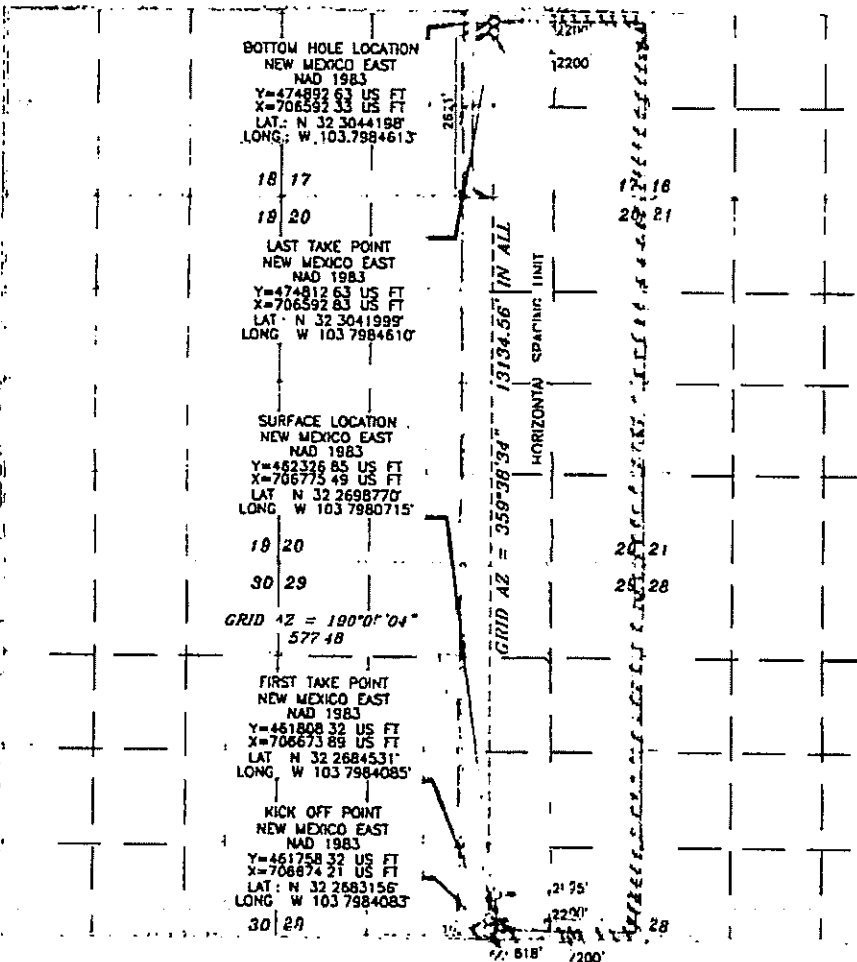 BOTTOM HOLE LOCATION
NEW MEXICO EAST
NAD 1983
Y=474892 63 US FT
X=706592 33 US FT
LAT.: N 32 3044198°
LONG.: W 103.7984613°
2200'
2200'
18 17
17 16
19 20
20 21
LAST TAKE POINT
NEW MEXICO EAST
NAD 1983
Y=474812 63 US FT
X=706592 83 US FT
LAT : N 32 3041999°
LONG W 103 7984610°
GRID AZ = 359°38'34" 13134.56' IN ALL
HORIZONTAL SPACING UNIT
SURFACE LOCATION
NEW MEXICO EAST
NAD 1983
Y=462326 85 US FT
X=706775 49 US FT
LAT N 32 2698770°
LONG W 103 7980715°
19 20
20 21
30 29
29 28
GRID AZ =
577 48
FIRST TAKE POINT
NEW MEXICO EAST
NAD 1983
Y=461808 32 US FT
X=706673 89 US FT
LAT N 32 2684531°
LONG W 103 7984085°
KICK OFF POINT
NEW MEXICO EAST
NAD 1983
Y=461758 32 US FT
X=706674 21 US FT
LAT : N 32 2683156°
LONG W 103 7984083°
2200'
30 29
28
618'